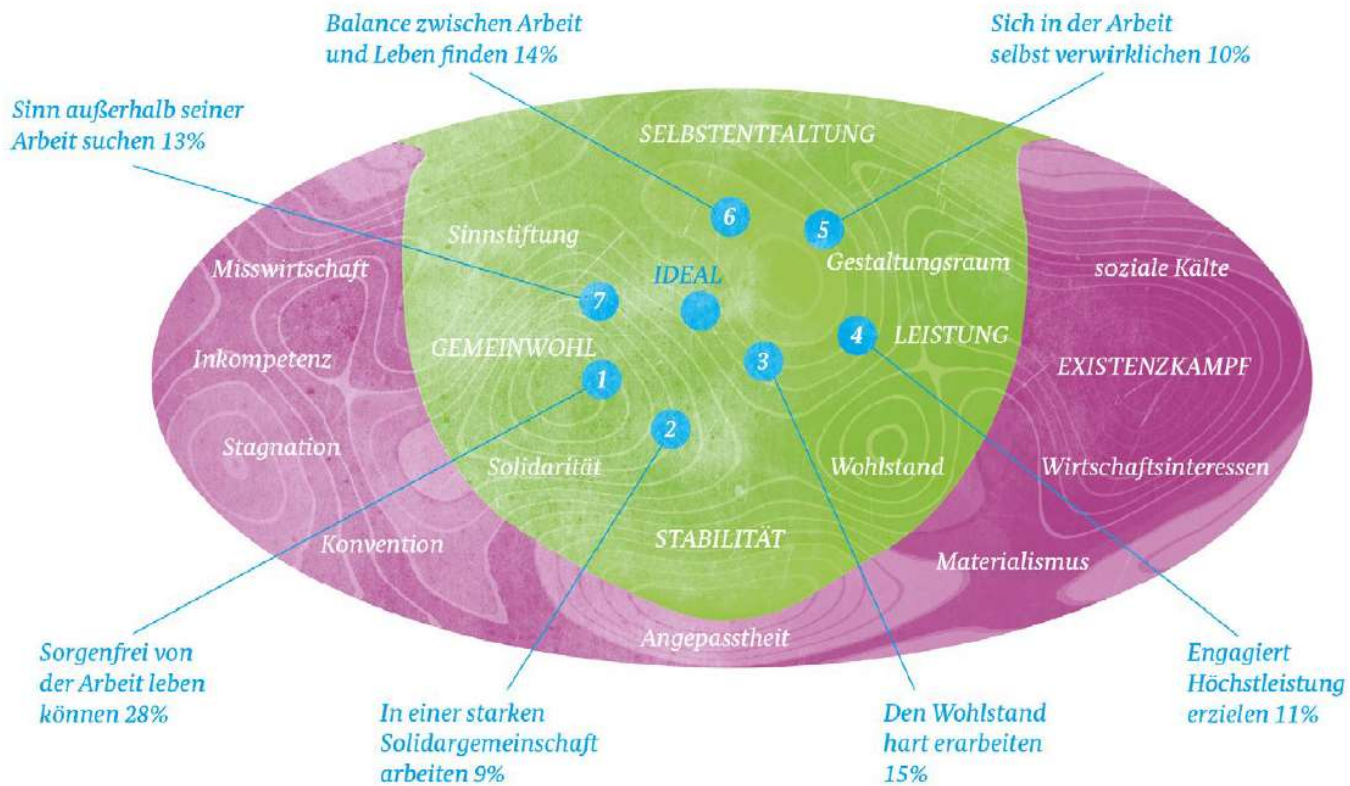 Balance zwischen Arbeit
und Leben finden 14%
Sich in der Arbeit
selbst verwirklichen 10%
Sinn außerhalb seiner
Arbeit suchen 13%
SELBSTENTFALTUNG
6
5
Sinnstiftung
Gestaltungsraum
Misswirtschaft
IDEAL
soziale Kälte
7
4
LEISTUNG
GEMEINWOHL
3
Inkompetenz
EXISTENZKAMPF
1
2
Stagnation
Solidarität
Wohlstand
Wirtschaftsinteressen
Konvention
STABILITÄT
Materialismus
Angepasstheit
Sorgenfrei von
der Arbeit leben
können 28%
In einer starken
Solidargemeinschaft
arbeiten 9%
Den Wohlstand
hart erarbeiten
15%
Engagiert
Höchstleistung
erzielen 11%